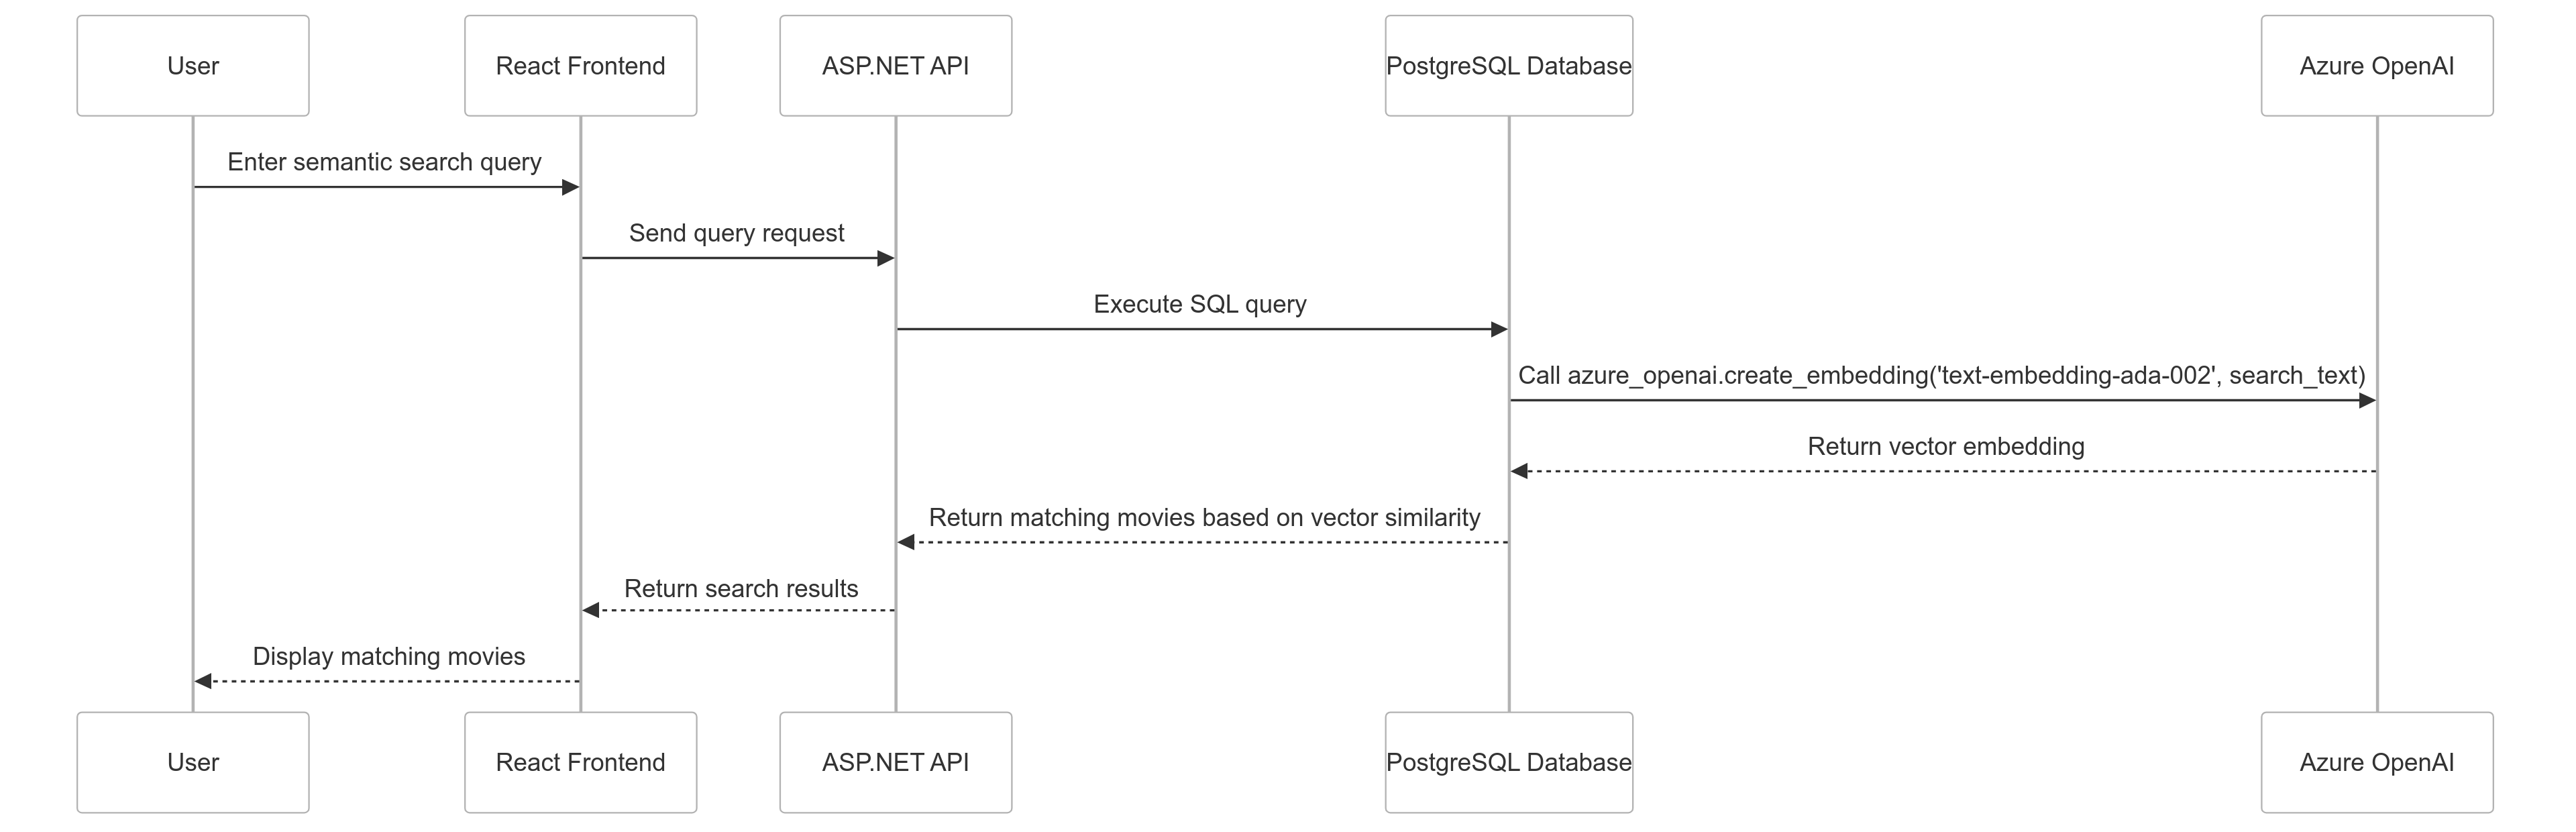 User
React Frontend
ASP.NET API
PostgreSQL Database
Azure OpenAI
Enter semantic search query
Send query request
Execute SQL query
Call azure_openai.create_embedding('text-embedding-ada-002', search_text)
Return vector embedding
Return matching movies based on vector similarity
Return search results
Display matching movies
User
React Frontend
ASP.NET API
PostgreSQL Database
Azure OpenAI